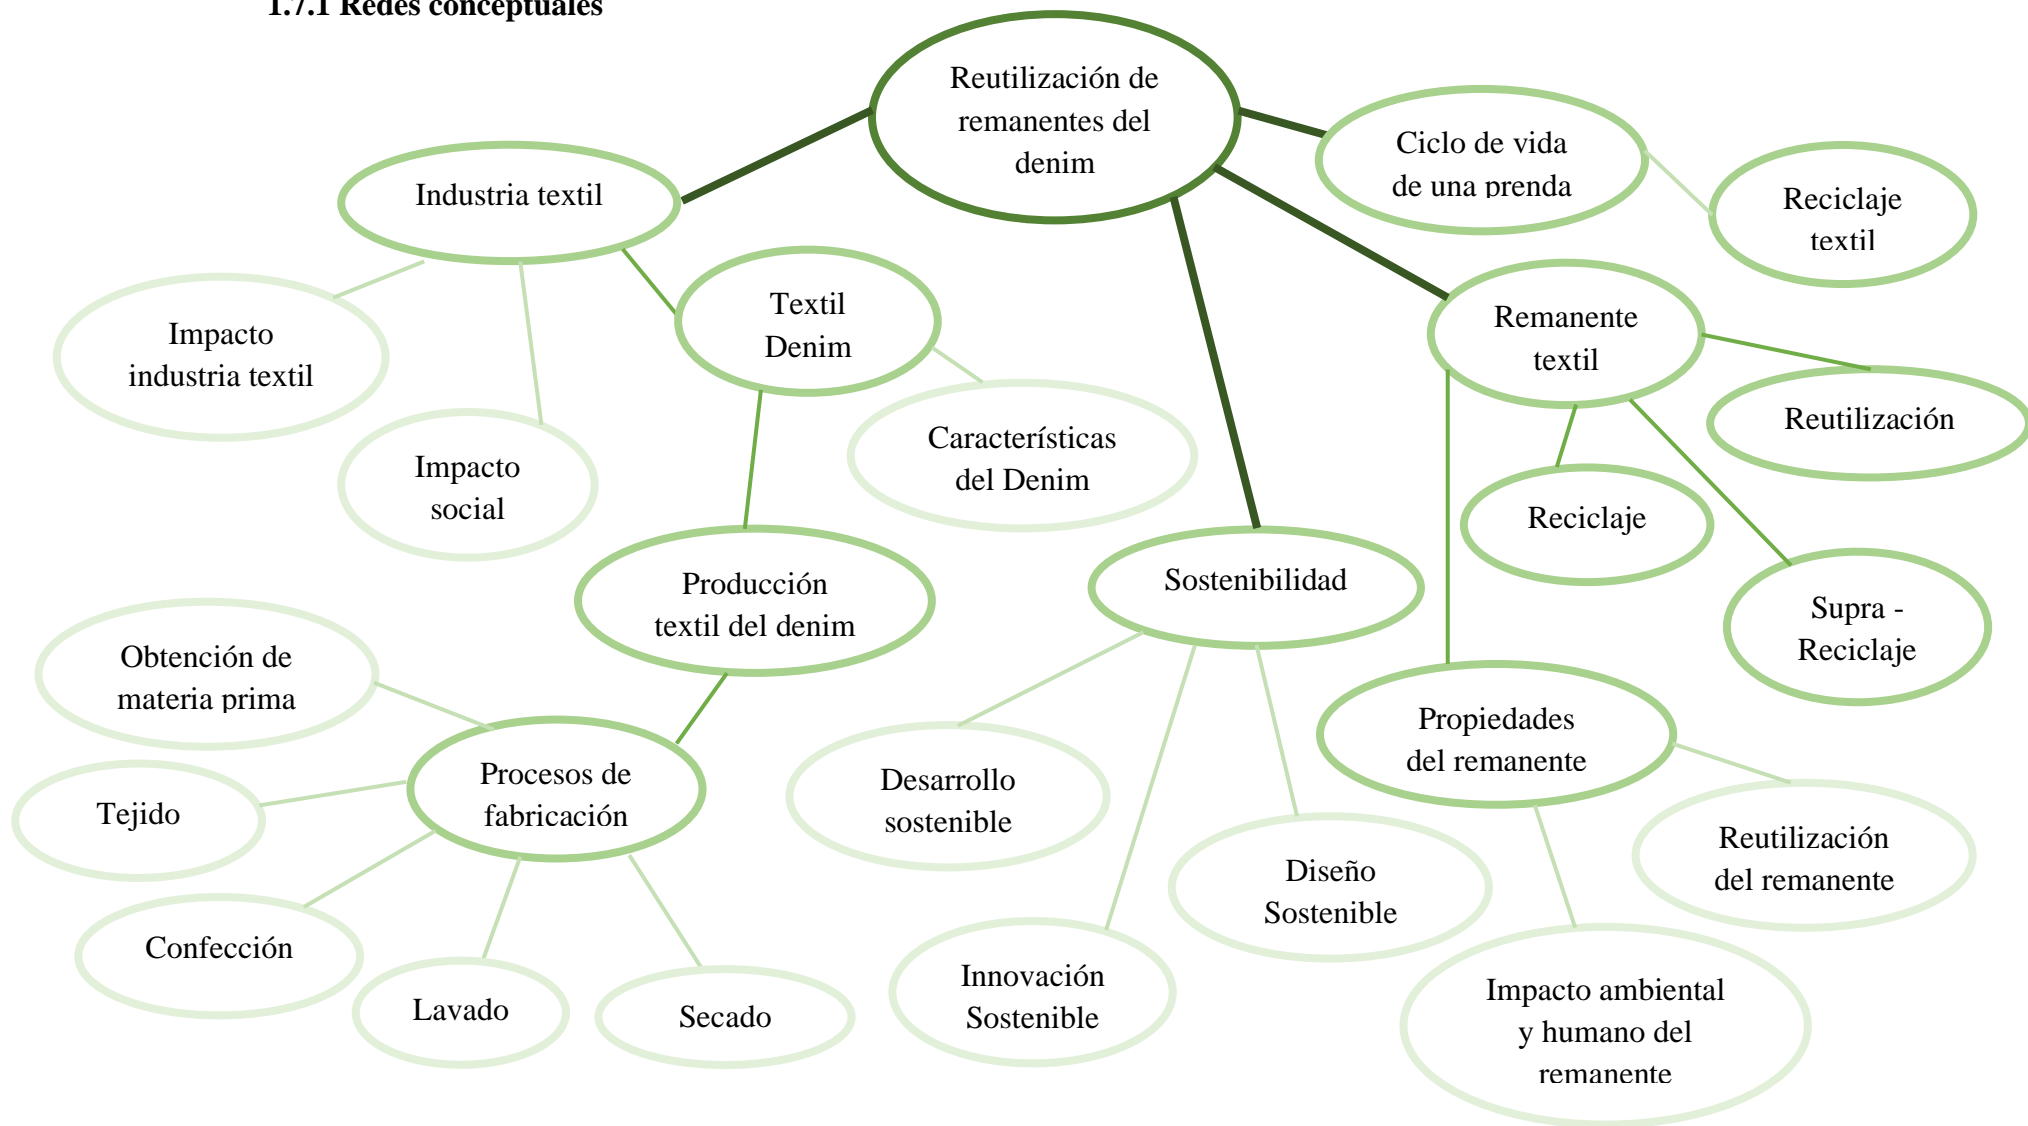 1.7.1 Redes conceptuales
Reutilización de
remanentes del
denim
Ciclo de vida
de una prenda
Reciclaje
textil
Industria textil
Textil
Denim
Remanente
textil
Impacto
industria textil
Reutilización
Características
del Denim
Impacto
social
Reciclaje
Producción
textil del denim
Sostenibilidad
Supra -
Reciclaje
Obtención de
materia prima
Propiedades
del remanente
Procesos de
fabricación
Desarrollo
sostenible
Tejido
Reutilización
del remanente
Diseño
Sostenible
Confección
Innovación
Sostenible
Impacto ambiental
y humano del
remanente
Lavado
Secado